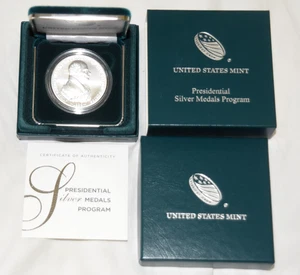 UNITED STATES MINT
Presidential
Silver Medals Program
CERTIFICATE OF AUTHENTICITY
PRESIDENTIAL
Silver MEDALS
PROGRAM
UNITED STATES MINT